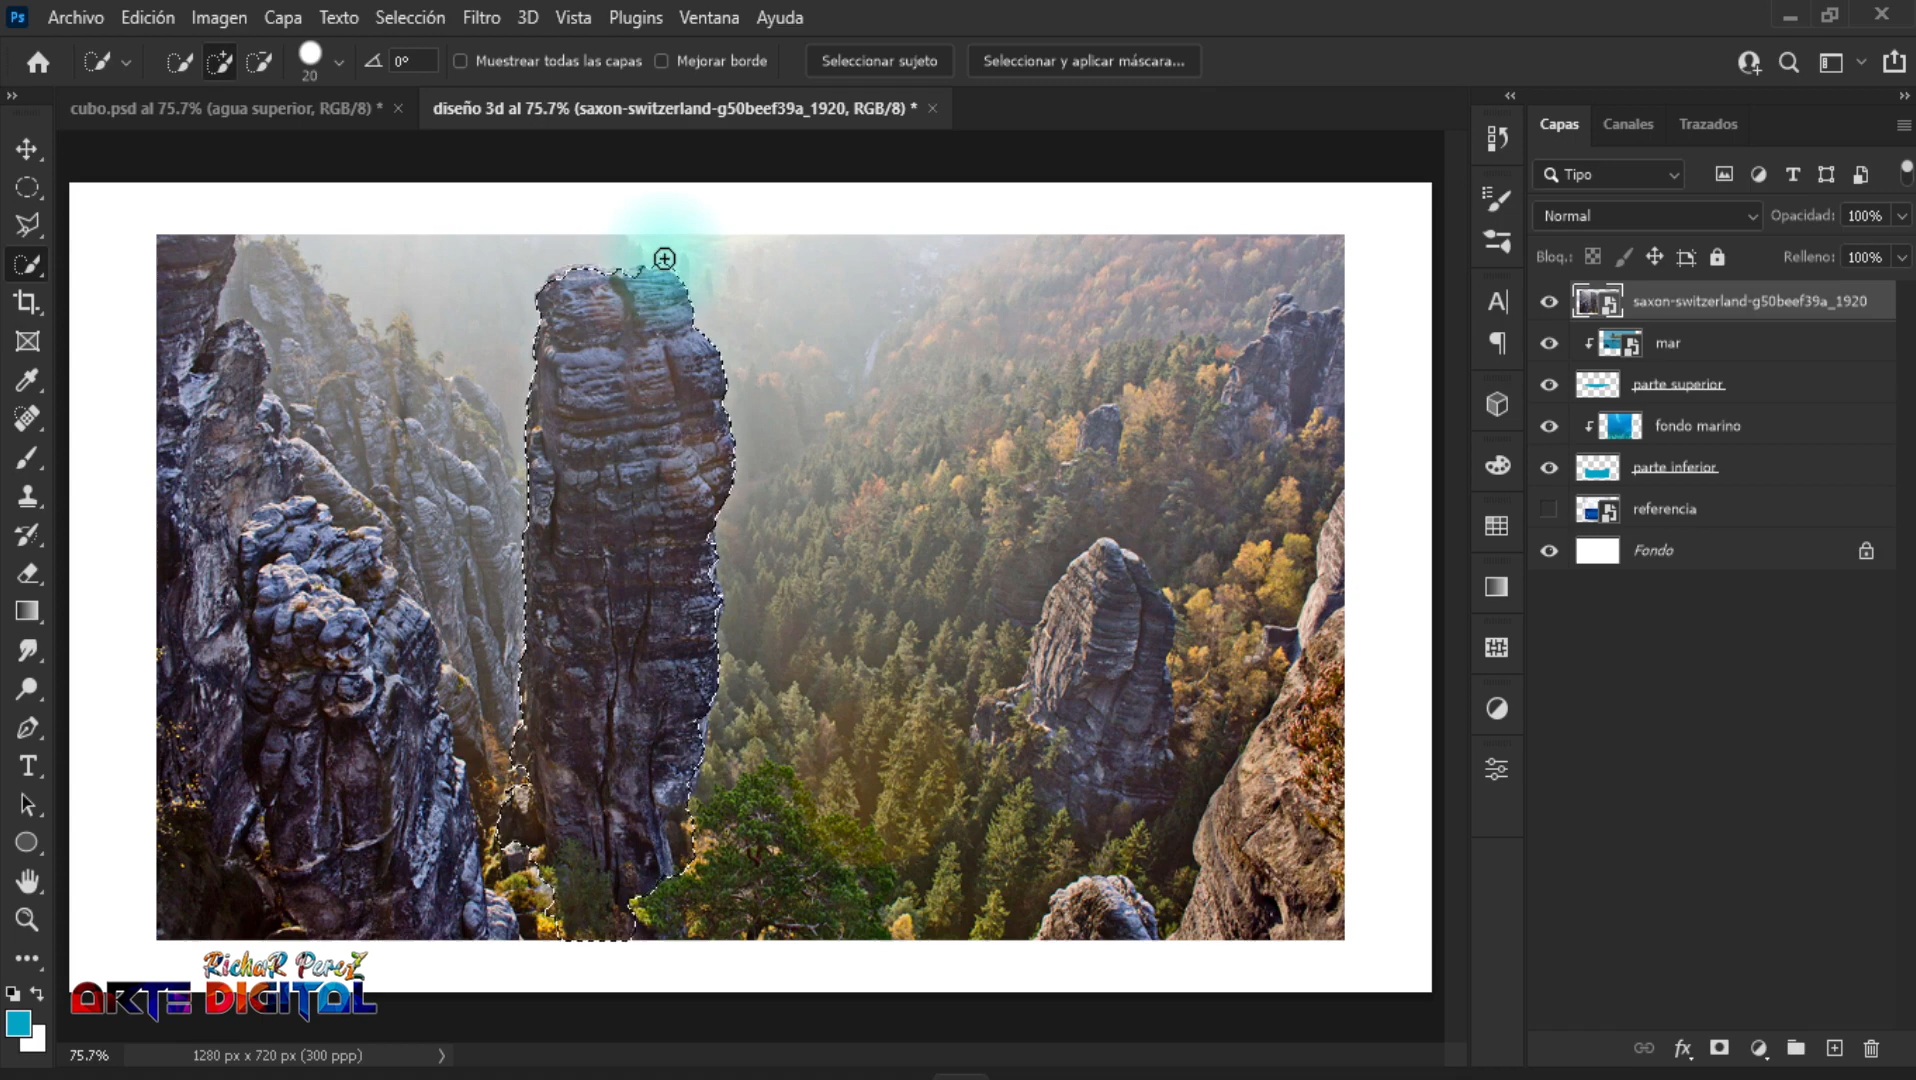 Ps Archivo Edición Imagen Capa Texto Selección Filtro 3D Vista Plugins Ventana Ayuda
20 0° Muestrear todas las capas Mejorar borde Seleccionar sujeto Seleccionar y aplicar máscara...
cubo.psd al 75.7% (agua superior, RGB/8) * × diseño 3d al 75.7% (saxon-switzerland-g50beef39a_1920, RGB/8) * ×
Capas Canales Trazados
Tipo
Normal Opacidad: 100%
Bloq.: Relleno: 100%
saxon-switzerland-g50beef39a_1920
mar
parte superior
fondo marino
parte inferior
referencia
Fondo
RichaR PereZ
ARTE DIGITAL
75.7% 1280 px x 720 px (300 ppp)